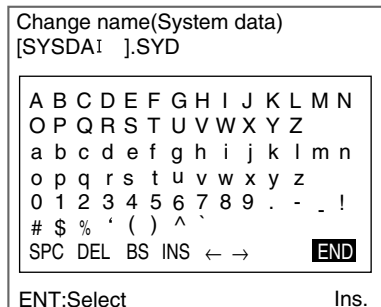 Change name(System data)
[SYSDAI ].SYD
A B C D E F G H I J K L M N
O P Q R S T U V W X Y Z
a b c d e f g h i j k l m n
o p q r s t u v w x y z
0 1 2 3 4 5 6 7 8 9 . - _ !
# $ % ‘ ( ) ^ `
SPC DEL BS INS ← → END
ENT:Select Ins.